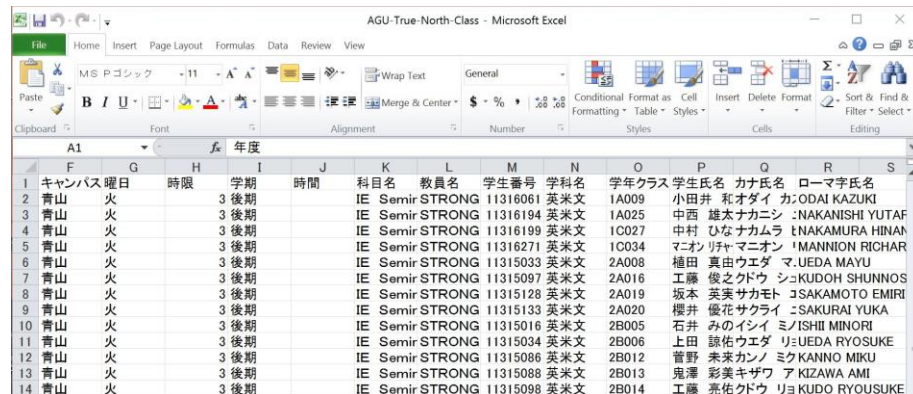 AGU-True-North-Class - Microsoft Excel
File Home Insert Page Layout Formulas Data Review View
Paste
Clipboard
MS Pゴシック 11
B I U
Font
Wrap Text
Merge & Center
Alignment
General
$ % ,
Number
Conditional Formatting
Format as Table
Cell Styles
Styles
Insert Delete Format
Cells
Sort & Filter
Find & Select
Editing
A1 fx 年度
F G H I J K L M N O P Q R S
1 キャンパス 曜日 時限 学期 時間 科目名 教員名 学生番号 学科名 学年クラス 学生氏名 カナ氏名 ローマ字氏名
2 青山 火 3 後期 IE Semir STRONG 11316061 英米文 1A009 小田井 和 オダイ カズ ODAI KAZUKI
3 青山 火 3 後期 IE Semir STRONG 11316194 英米文 1A025 中西 雄太 ナカニシ NAKANISHI YUTAF
4 青山 火 3 後期 IE Semir STRONG 11316199 英米文 1C027 中村 ひな ナカムラ NAKAMURA HINAN
5 青山 火 3 後期 IE Semir STRONG 11316271 英米文 1C034 マニオン リチャ マニオン MANNION RICHAR
6 青山 火 3 後期 IE Semir STRONG 11315033 英米文 2A008 植田 真由 ウエダ マ UEDA MAYU
7 青山 火 3 後期 IE Semir STRONG 11315097 英米文 2A016 工藤 俊之 クドウ シュ KUDOH SHUNNOS
8 青山 火 3 後期 IE Semir STRONG 11315128 英米文 2A019 坂本 英実 サカモト SAKAMOTO EMIRI
9 青山 火 3 後期 IE Semir STRONG 11315133 英米文 2A020 櫻井 優花 サクライ SAKURAI YUKA
10 青山 火 3 後期 IE Semir STRONG 11315016 英米文 2B005 石井 みの イシイ ミノ ISHII MINORI
11 青山 火 3 後期 IE Semir STRONG 11315034 英米文 2B006 上田 諒佑 ウエダ リ UEDA RYOSUKE
12 青山 火 3 後期 IE Semir STRONG 11315086 英米文 2B012 菅野 未来 カンノ ミク KANNO MIKU
13 青山 火 3 後期 IE Semir STRONG 11315088 英米文 2B013 鬼澤 彩美 キザワ ア KIZAWA AMI
14 青山 火 3 後期 IE Semir STRONG 11315098 英米文 2B014 工藤 亮佑 クドウ リョ KUDO RYOUSUKE